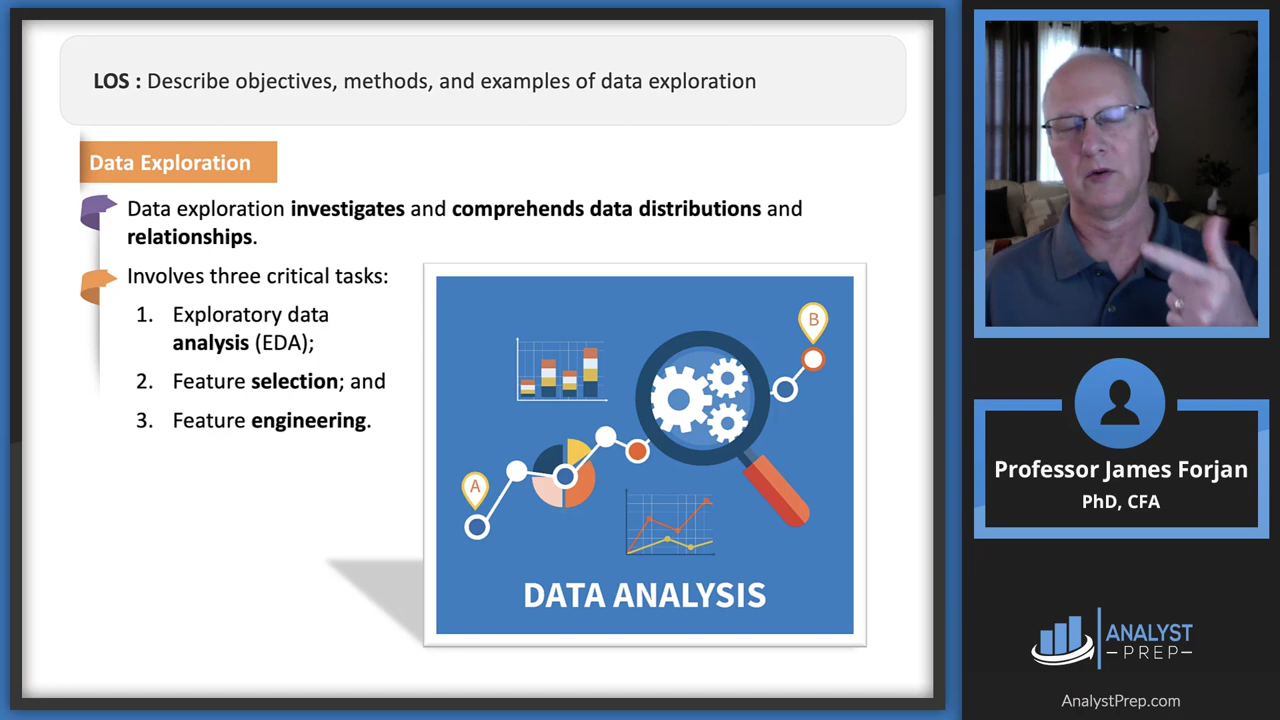 LOS : Describe objectives, methods, and examples of data exploration
Data Exploration
Data exploration investigates and comprehends data distributions and
relationships.
Involves three critical tasks:
1. Exploratory data
analysis (EDA);
2. Feature selection; and
3. Feature engineering.
A
B
DATA ANALYSIS
Professor James Forjan
PhD, CFA
ANALYST
PREP
AnalystPrep.com